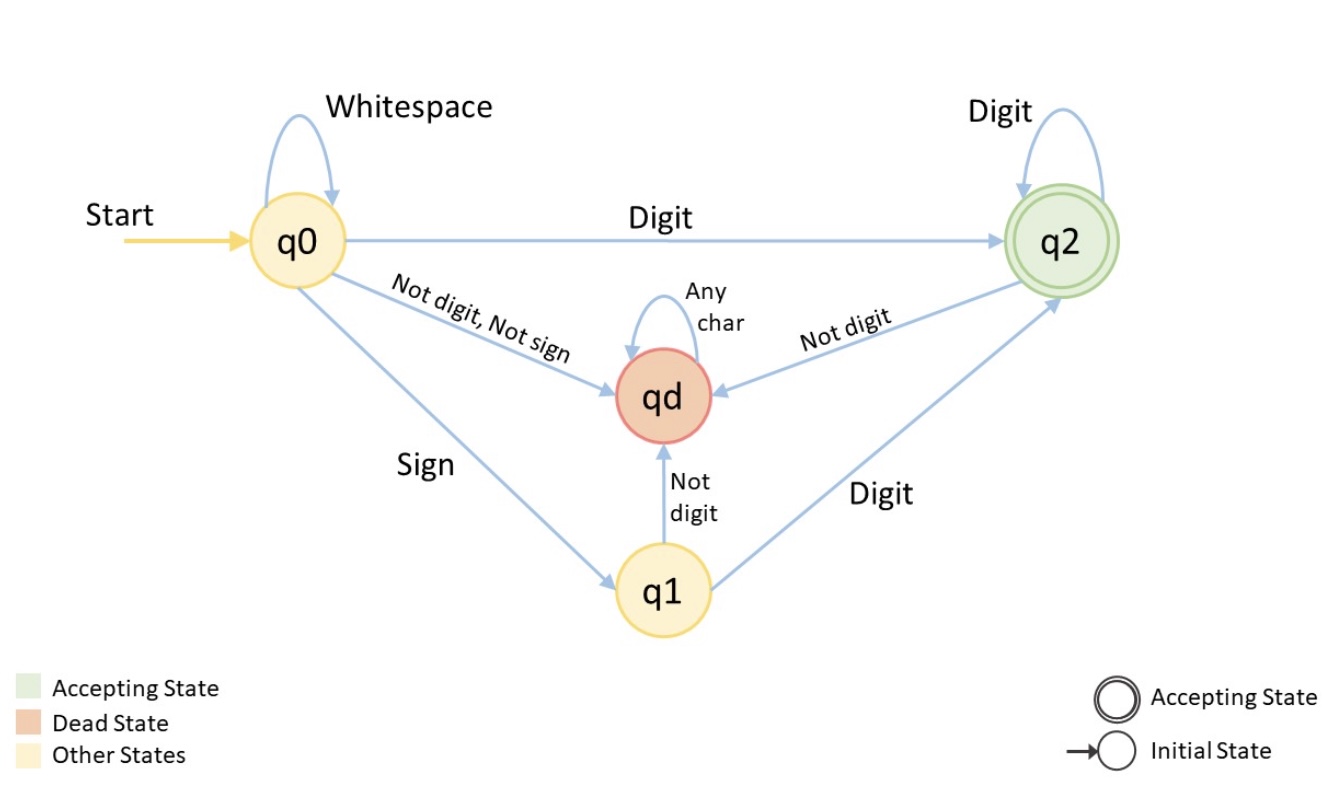 Whitespace
Digit
Start
Digit
q0
q2
Not digit, Not sign
Any
char
Not digit
qd
Sign
Not
digit
Digit
q1
Accepting State
Dead State
Other States
Accepting State
Initial State